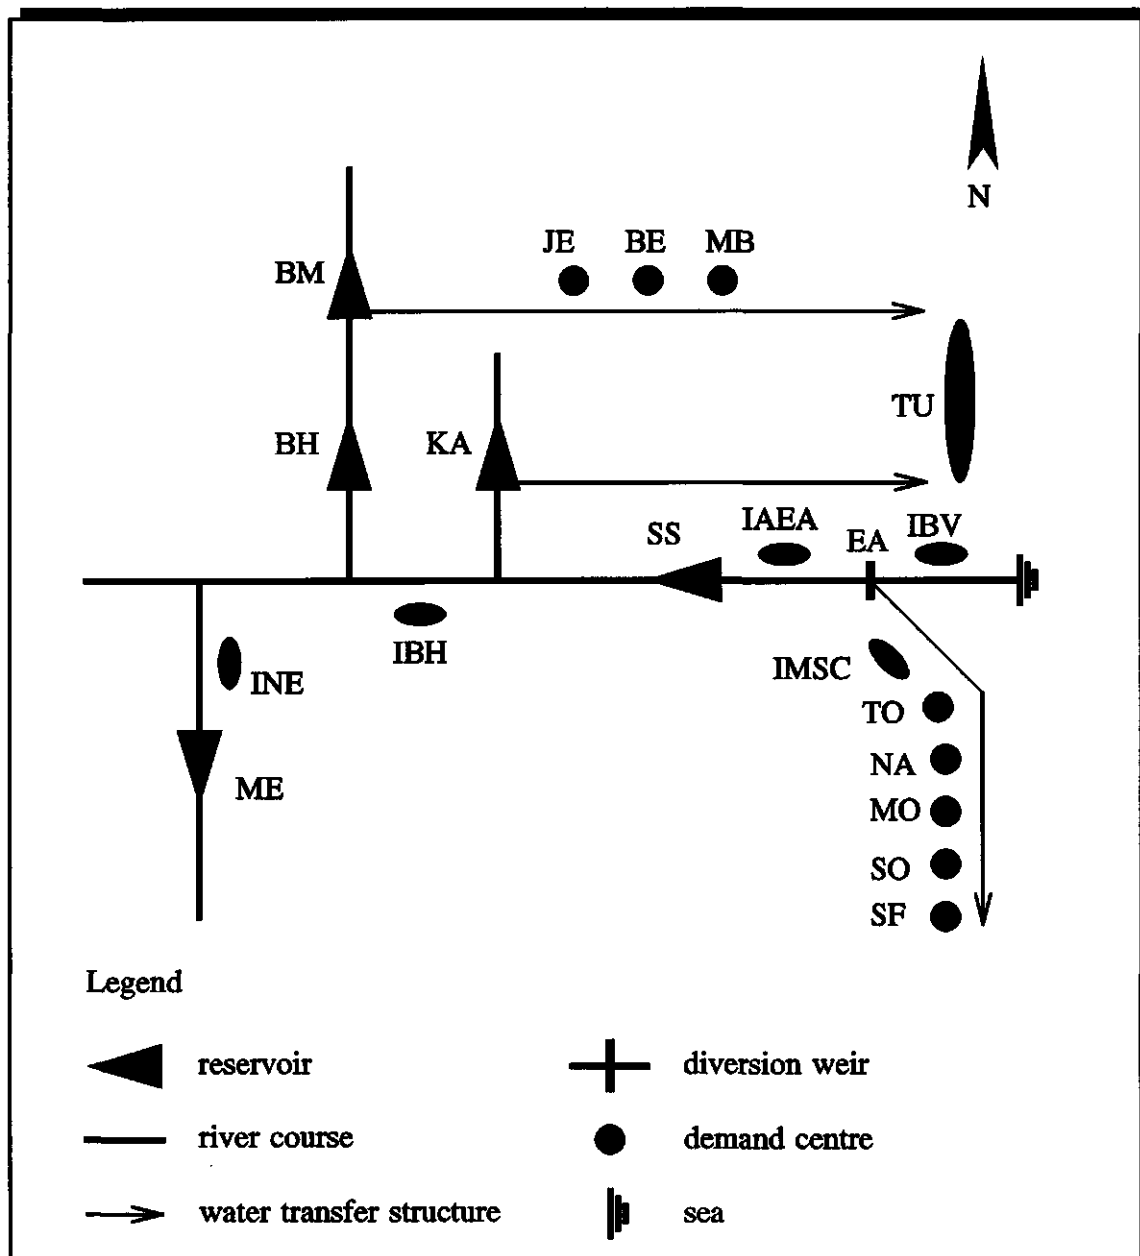 N
JE BE MB
BM
TU
BH KA
SS IAEA EA IBV
IBH
INE IMSC
TO
ME NA
MO
SO
SF
Legend
reservoir diversion weir
river course demand centre
water transfer structure sea